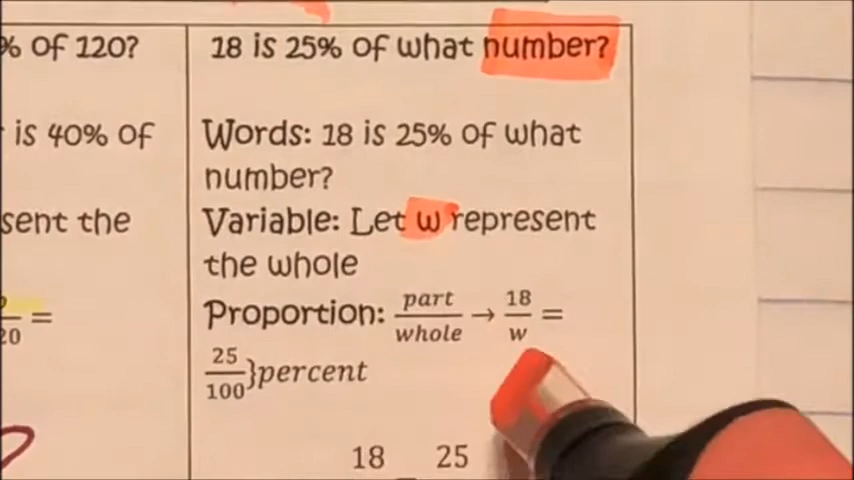 % of 120?
is 40% of
sent the
20 =
18 is 25% of what number?
Words: 18 is 25% of what
number?
Variable: Let w represent
the whole
Proportion: part/whole → 18/w =
25/100}percent
18 = 25